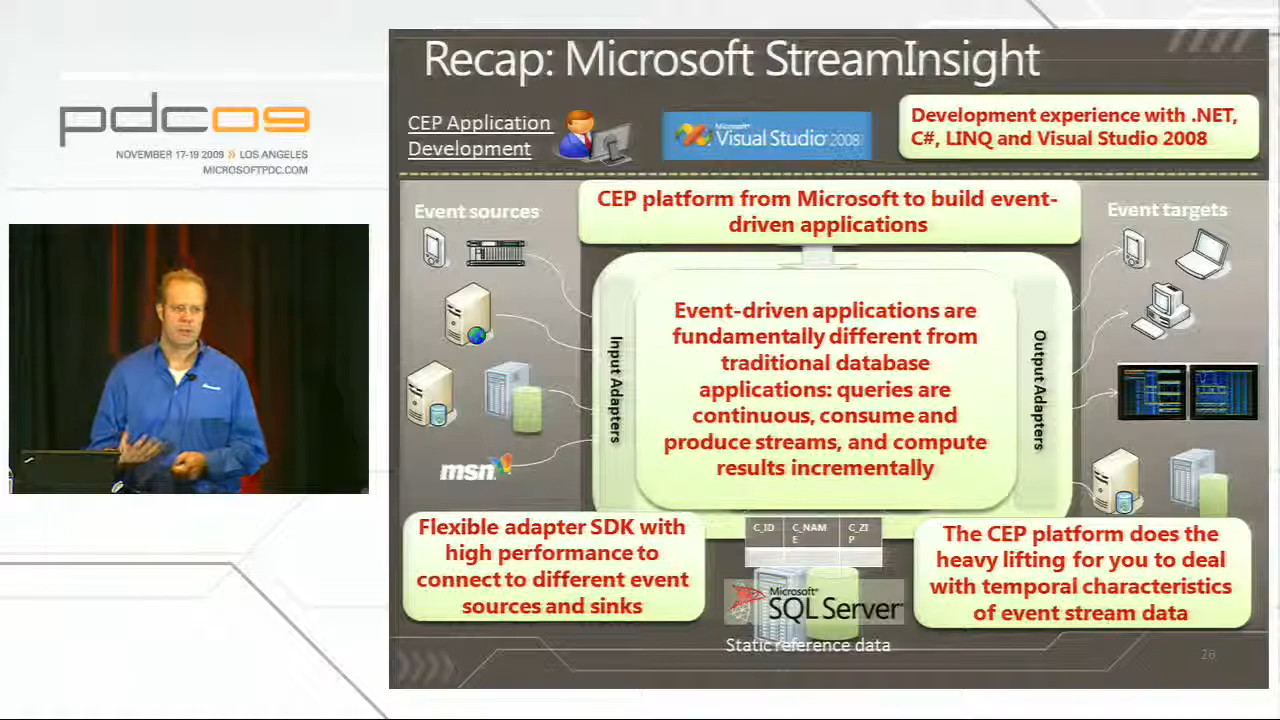 pdc09
NOVEMBER 17-19 2009 » LOS ANGELES
MICROSOFTPDC.COM
Recap: Microsoft StreamInsight
CEP Application
Development
Microsoft
Visual Studio 2008
Development experience with .NET,
C#, LINQ and Visual Studio 2008
CEP platform from Microsoft to build event-
driven applications
Event sources
Event targets
Input Adapters
Event-driven applications are
fundamentally different from
traditional database
applications: queries are
continuous, consume and
produce streams, and compute
results incrementally
Output Adapters
msn
Flexible adapter SDK with
high performance to
connect to different event
sources and sinks
C_ID
C_NAM
E
C_ZI
P
Microsoft
SQL Server
Static reference data
The CEP platform does the
heavy lifting for you to deal
with temporal characteristics
of event stream data
26